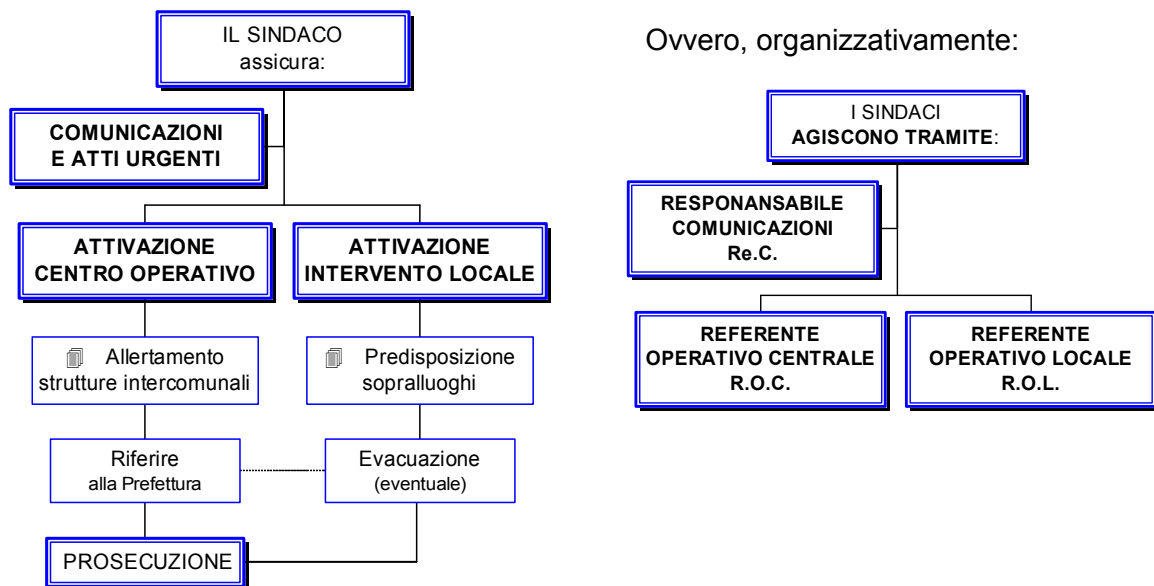 IL SINDACO
assicura:
COMUNICAZIONI
E ATTI URGENTI
ATTIVAZIONE
CENTRO OPERATIVO
ATTIVAZIONE
INTERVENTO LOCALE
Allertamento
strutture intercomunali
Predisposizione
sopralluoghi
Riferire
alla Prefettura
Evacuazione
(eventuale)
PROSECUZIONE
Ovvero, organizzativamente:
I SINDACI
AGISCONO TRAMITE:
RESPONANSABILE
COMUNICAZIONI
Re.C.
REFERENTE
OPERATIVO CENTRALE
R.O.C.
REFERENTE
OPERATIVO LOCALE
R.O.L.